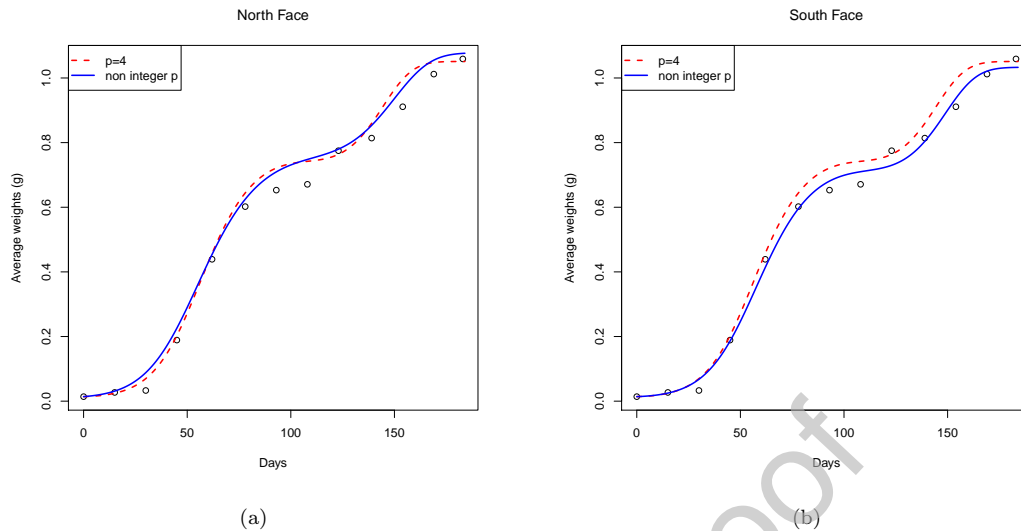 North Face
p=4
non integer p
Average weights (g)
0.0 0.2 0.4 0.6 0.8 1.0
0 50 100 150
Days
(a)
South Face
p=4
non integer p
Average weights (g)
0.0 0.2 0.4 0.6 0.8 1.0
0 50 100 150
Days
(b)
oof